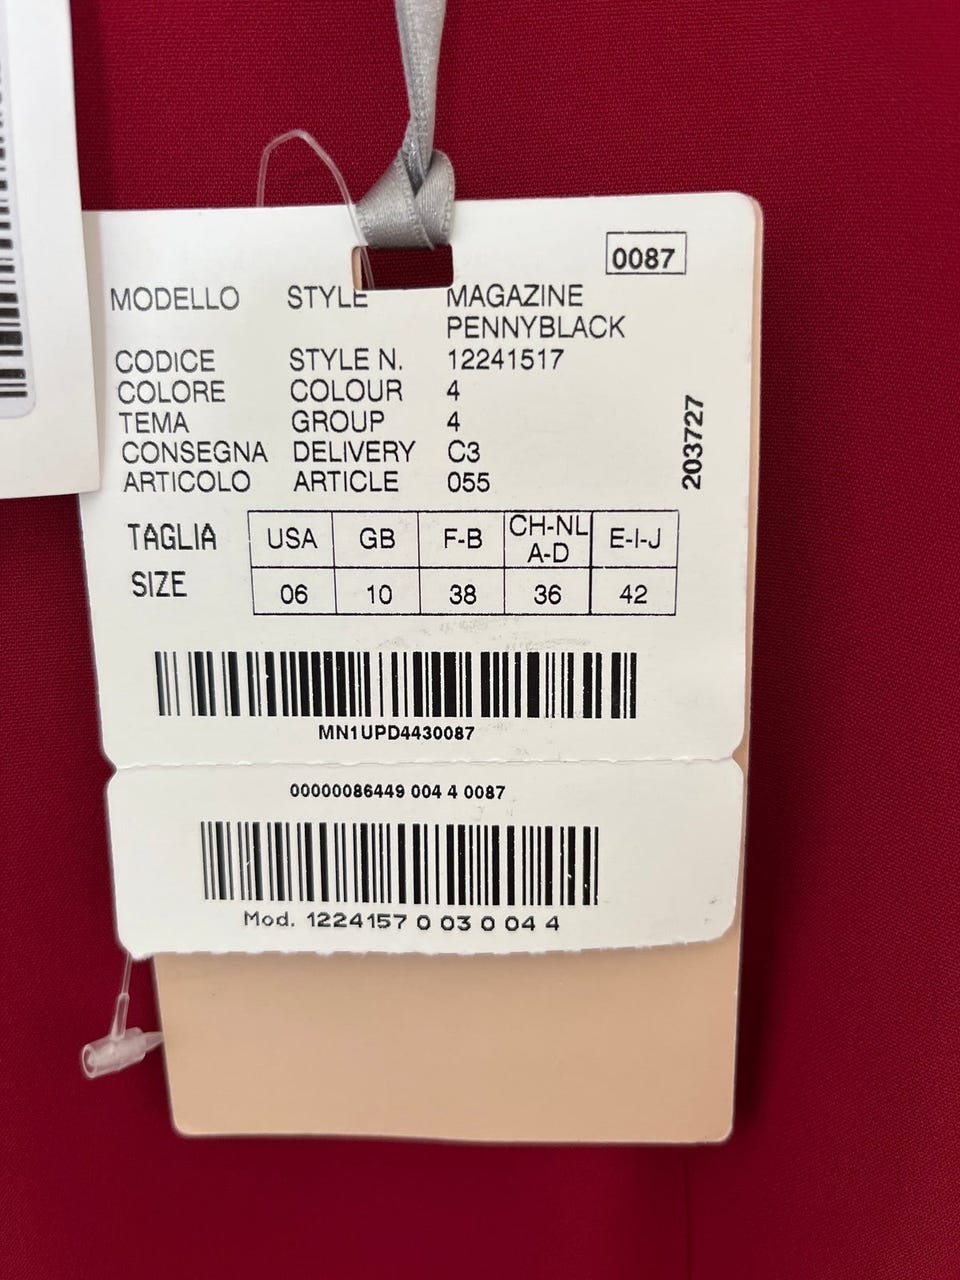 0087
MODELLO STYLE MAGAZINE
PENNYBLACK
CODICE STYLE N. 12241517
COLORE COLOUR 4
TEMA GROUP 4
CONSEGNA DELIVERY C3
ARTICOLO ARTICLE 055
203727
TAGLIA USA GB F-B CH-NL A-D E-I-J
SIZE 06 10 38 36 42
MN1UPD4430087
00000086449 004 4 0087
Mod. 1224157 0 03 0 04 4